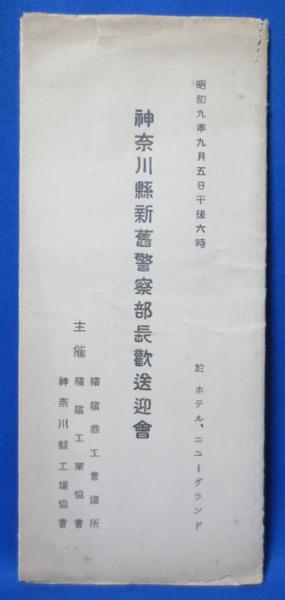 昭和九年九月五日午後六時
於 ホテル、ニューグランド
神奈川縣新舊警察部長歡送迎會
主催
橫濱商工會議所
橫濱工業協會
神奈川縣工場協會